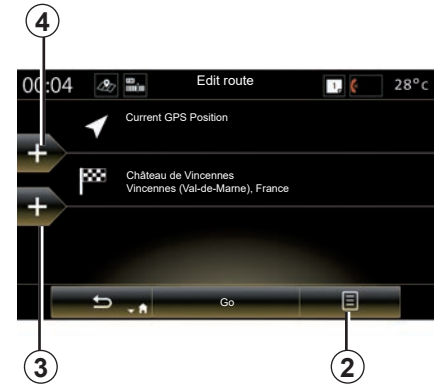 4
00:04
Edit route
1
28°c
Current GPS Position
+
Château de Vincennes
Vincennes (Val-de-Marne), France
+
Go
3
2